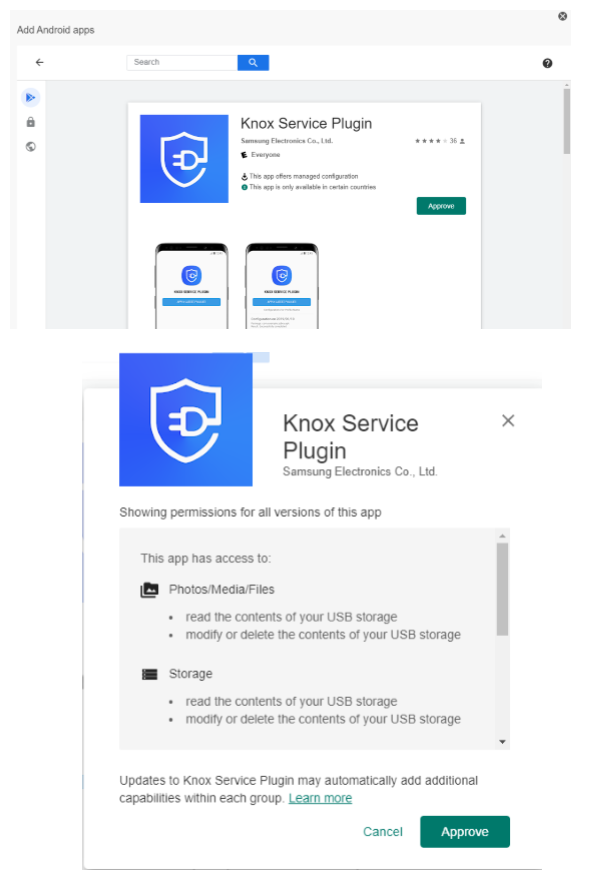 Add Android apps
Search
Knox Service Plugin
Samsung Electronics Co., Ltd.
36
Everyone
This app offers managed configuration
This app is only available in certain countries
Approve
KNOX SERVICE PLUGIN
KNOX SERVICE PLUGIN
Knox Service
Plugin
Samsung Electronics Co., Ltd.
Showing permissions for all versions of this app
This app has access to:
Photos/Media/Files
• read the contents of your USB storage
• modify or delete the contents of your USB storage
Storage
• read the contents of your USB storage
• modify or delete the contents of your USB storage
Updates to Knox Service Plugin may automatically add additional
capabilities within each group. Learn more
Cancel
Approve